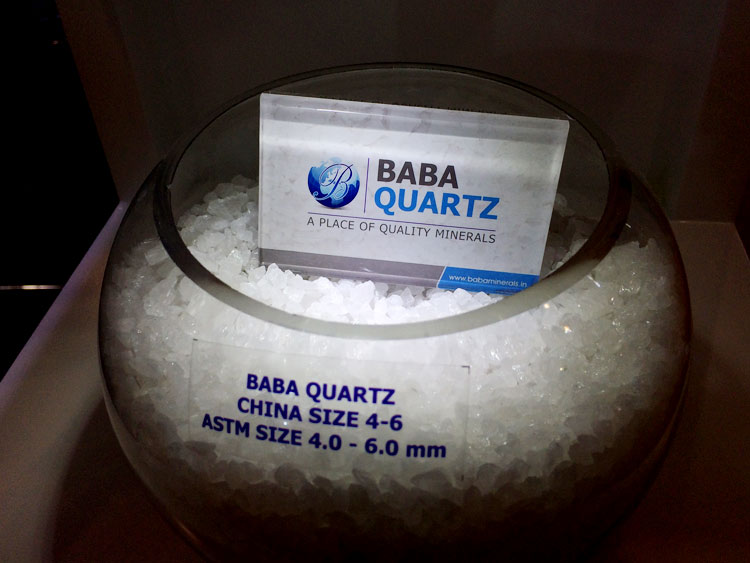 B
BABA
QUARTZ
A PLACE OF QUALITY MINERALS
www.babaminerals.in
BABA QUARTZ
CHINA SIZE 4-6
ASTM SIZE 4.0 - 6.0 mm